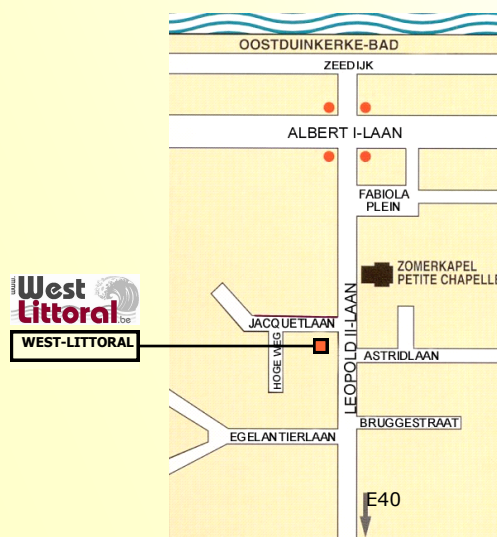 OOSTDUINKERKE-BAD
ZEEDIJK
ALBERT I-LAAN
FABIOLA
PLEIN
ZOMERKAPEL
PETITE CHAPELLE
www.
West
Littoral.be
WEST-LITTORAL
JACQUETLAAN
HOGE WEG
LEOPOLD II-LAAN
ASTRIDLAAN
BRUGGESTRAAT
EGELANTIERLAAN
E40